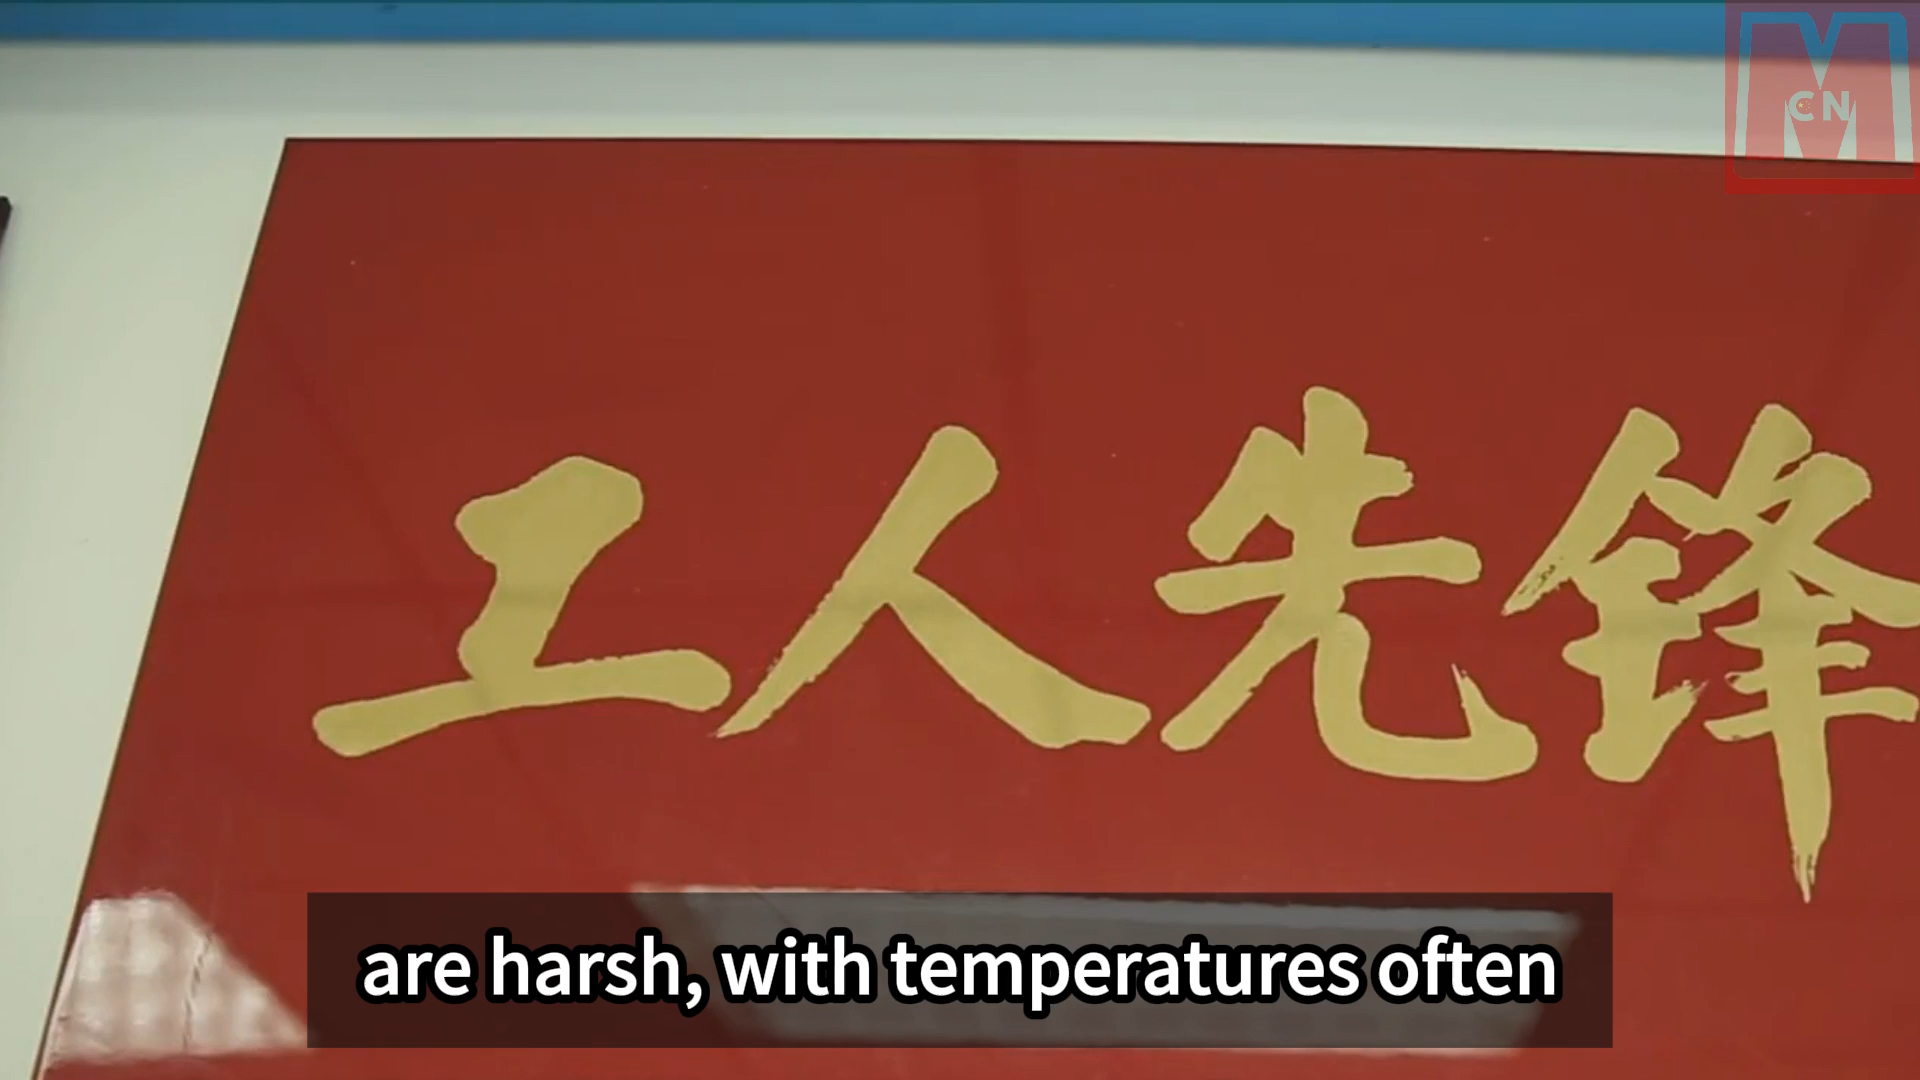 CN
工人先锋
are harsh, with temperatures often